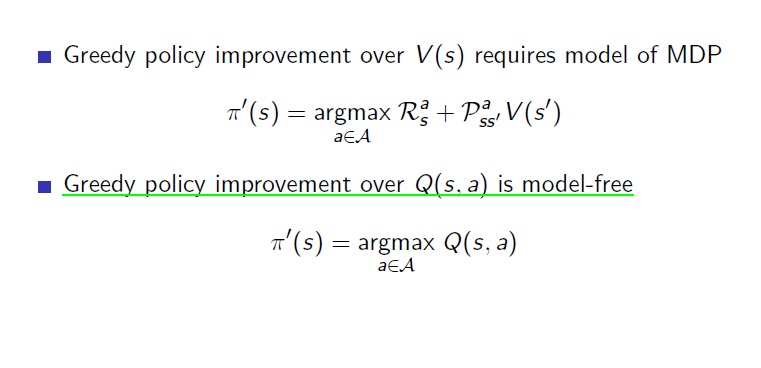 Greedy policy improvement over V(s) requires model of MDP
π′(s) = argmax R^a_s + P^a_ss′ V(s′)
a∈A
Greedy policy improvement over Q(s, a) is model-free
π′(s) = argmax Q(s, a)
a∈A